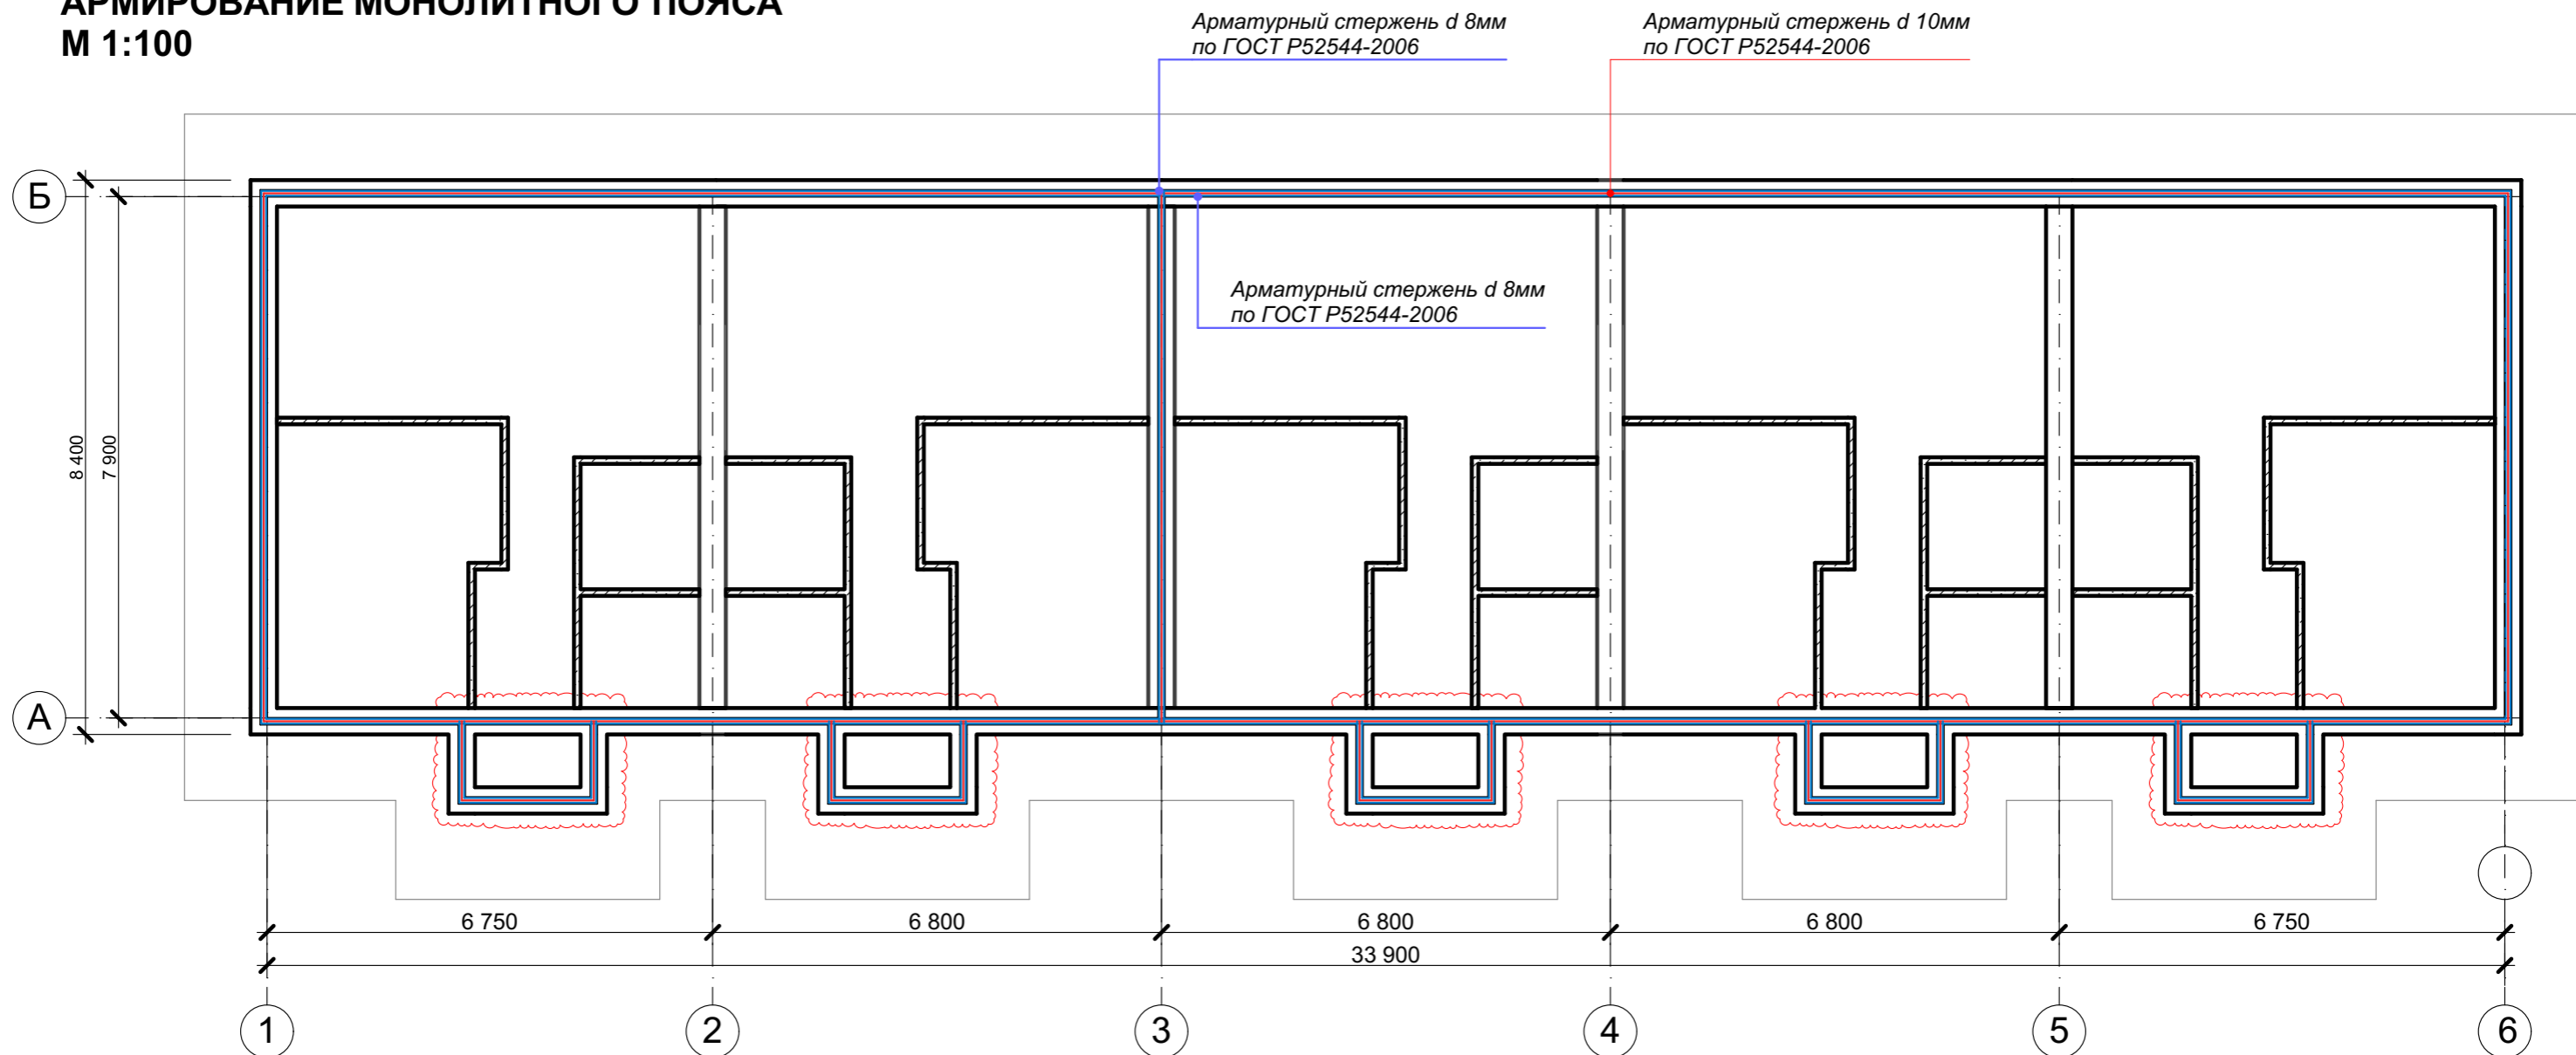 АРМИРОВАНИЕ МОНОЛИТНОГО ПОЯСА
М 1:100
Арматурный стержень d 8мм
по ГОСТ Р52544-2006
Арматурный стержень d 10мм
по ГОСТ Р52544-2006
Б
Арматурный стержень d 8мм
по ГОСТ Р52544-2006
8 400
7 900
А
6 750
6 800
6 800
6 800
6 750
33 900
1
2
3
4
5
6